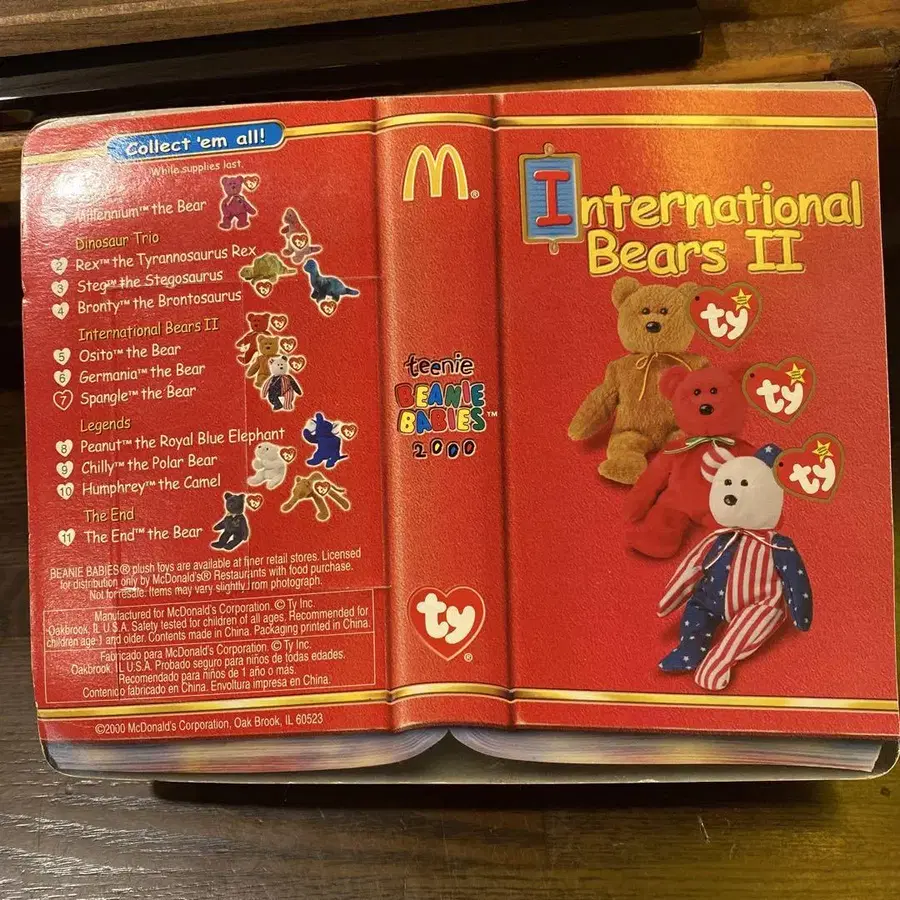 Collect 'em all!
While supplies last.
Millennium™ the Bear
Dinosaur Trio
2 Rex™ the Tyrannosaurus Rex
3 Steg™ the Stegosaurus
4 Bronty™ the Brontosaurus
International Bears II
5 Osito™ the Bear
6 Germania™ the Bear
7 Spangle™ the Bear
Legends
8 Peanut™ the Royal Blue Elephant
9 Chilly™ the Polar Bear
10 Humphrey™ the Camel
The End
11 The End™ the Bear
BEANIE BABIES® plush toys are available at finer retail stores. Licensed
for distribution only by McDonald's® Restaurants with food purchase.
Not for resale. Items may vary slightly from photograph.
Manufactured for McDonald's Corporation. © Ty Inc.
Oakbrook, IL U.S.A. Safety tested for children of all ages. Recommended for
children age 1 and older. Contents made in China. Packaging printed in China.
Fabricado para McDonald's Corporation. © Ty Inc.
Oakbrook, IL U.S.A. Probado seguro para niños de todas edades.
Recomendado para niños de 1 año o más.
Contenido fabricado en China. Envoltura impresa en China.
©2000 McDonald's Corporation, Oak Brook, IL 60523
M®
teenie
BEANIE
BABIES™
2000
ty®
International
Bears II
ty
ty
ty